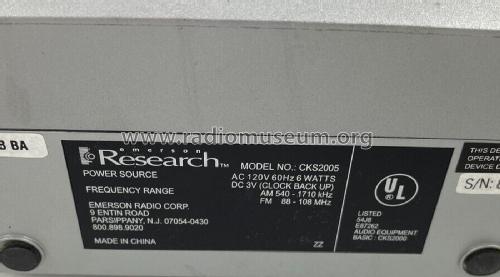 B BA
www.radiomuseum.org
emerson
Research™
MODEL NO.: CKS2005
POWER SOURCE
AC 120V 60Hz 6 WATTS
DC 3V (CLOCK BACK UP)
FREQUENCY RANGE
AM 540 - 1710 kHz
FM 88 - 108 MHz
EMERSON RADIO CORP.
9 ENTIN ROAD
PARSIPPANY, N.J. 07054-0430
800.898.9020
MADE IN CHINA
ZZ
UL
®
LISTED
54J8
E87262
AUDIO EQUIPMENT
BASIC : CKS2000
THIS DE
OPERATI
DEVICE
S/N: